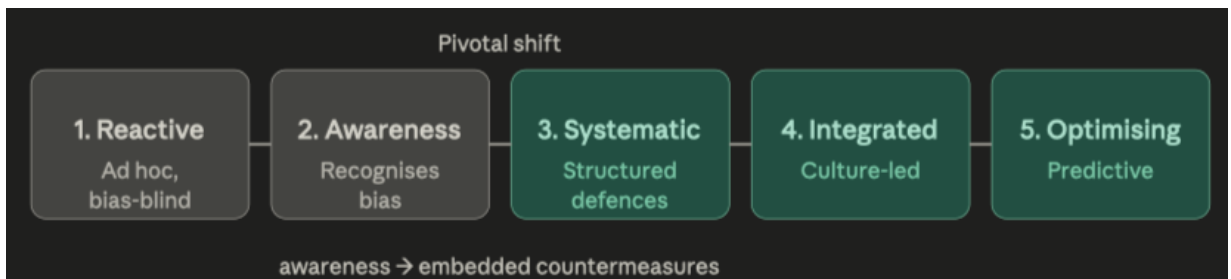 Pivotal shift
1. Reactive
Ad hoc,
bias-blind
2. Awareness
Recognises
bias
3. Systematic
Structured
defences
4. Integrated
Culture-led
5. Optimising
Predictive
awareness → embedded countermeasures